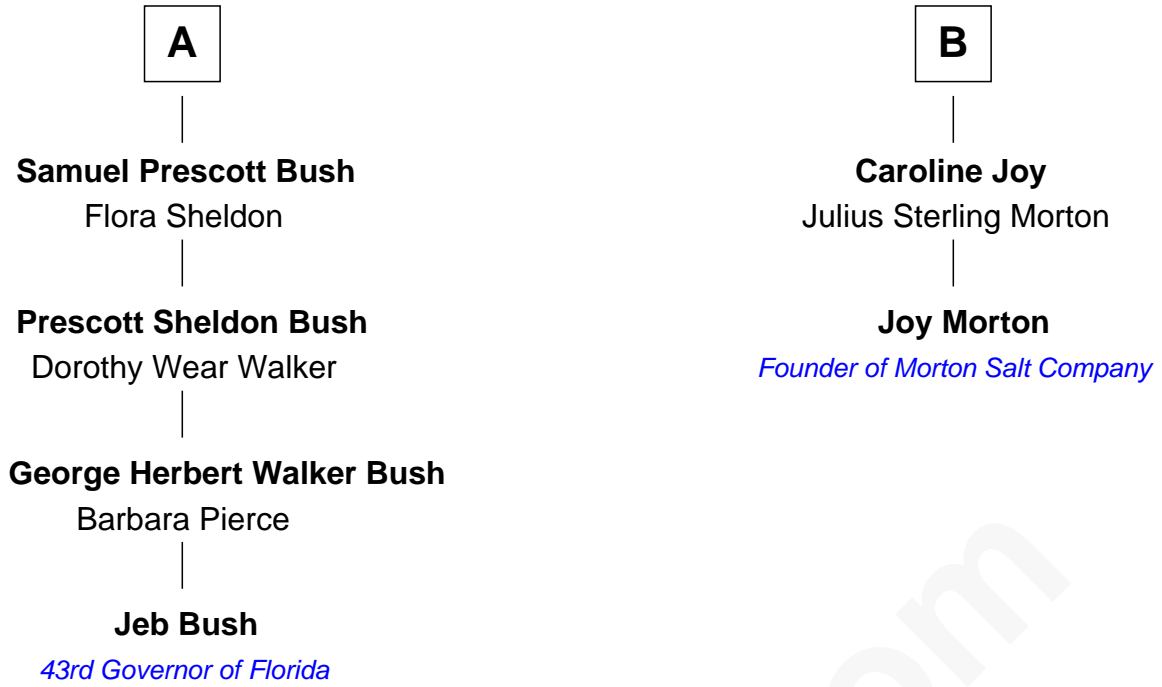 A
Samuel Prescott Bush
Flora Sheldon
Prescott Sheldon Bush
Dorothy Wear Walker
George Herbert Walker Bush
Barbara Pierce
Jeb Bush
43rd Governor of Florida
B
Caroline Joy
Julius Sterling Morton
Joy Morton
Founder of Morton Salt Company
om